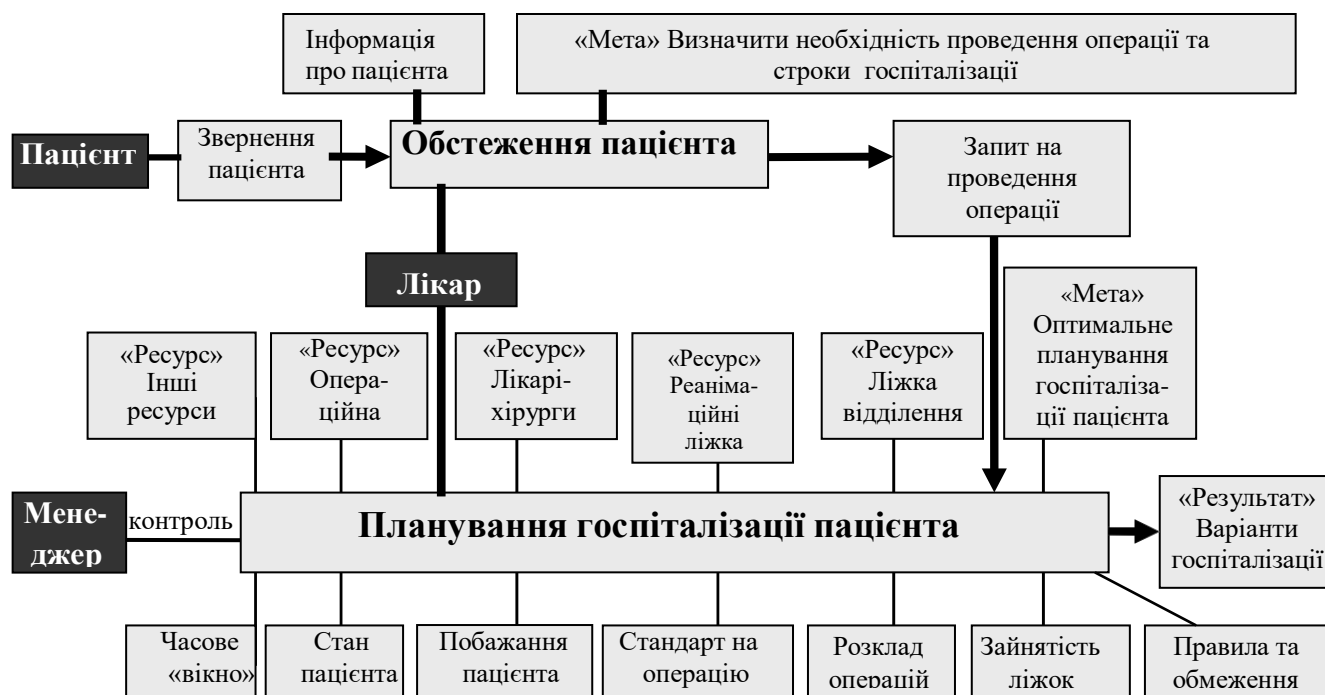 Інформація
про пацієнта
«Мета» Визначити необхідність проведення операції та
строки госпіталізації
Пацієнт
Звернення
пацієнта
Обстеження пацієнта
Запит на
проведення
операції
Лікар
«Мета»
Оптимальне
планування
госпіталіза-
ції пацієнта
«Ресурс»
Інші
ресурси
«Ресурс»
Опера-
ційна
«Ресурс»
Лікарі-
хірурги
«Ресурс»
Реаніма-
ційні
ліжка
«Ресурс»
Ліжка
відділення
Мене-
джер
контроль
Планування госпіталізації пацієнта
«Результат»
Варіанти
госпіталізації
Часове
«вікно»
Стан
пацієнта
Побажання
пацієнта
Стандарт на
операцію
Розклад
операцій
Зайнятість
ліжок
Правила та
обмеження